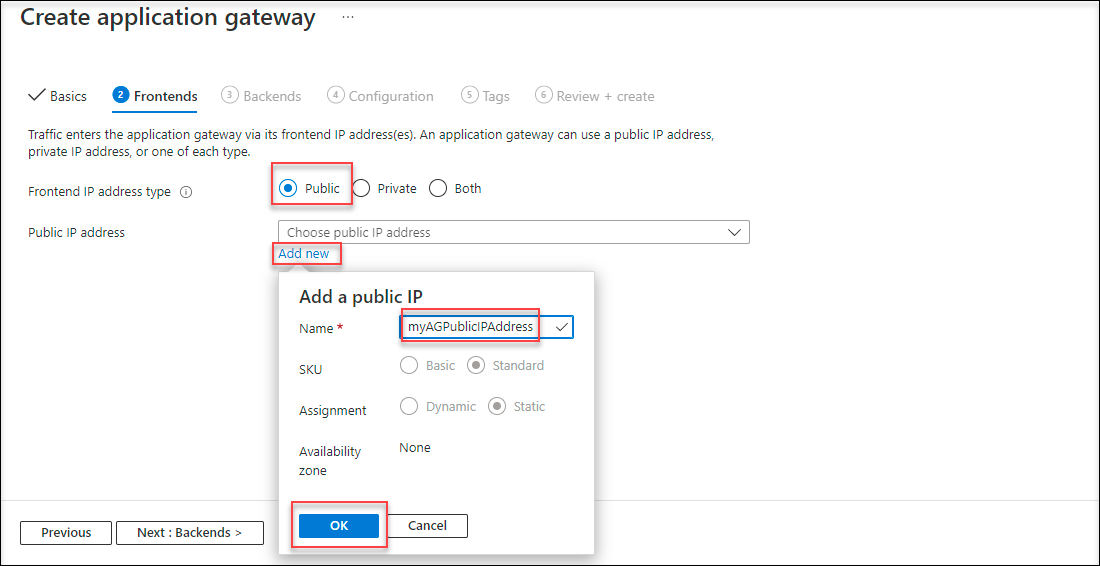 Create application gateway ...
Basics 2 Frontends 3 Backends 4 Configuration 5 Tags 6 Review + create
Traffic enters the application gateway via its frontend IP address(es). An application gateway can use a public IP address,
private IP address, or one of each type.
Frontend IP address type Public Private Both
Public IP address Choose public IP address
Add new
Add a public IP
Name * myAGPublicIPAddress
SKU Basic Standard
Assignment Dynamic Static
Availability None
zone
OK Cancel
Previous Next : Backends >